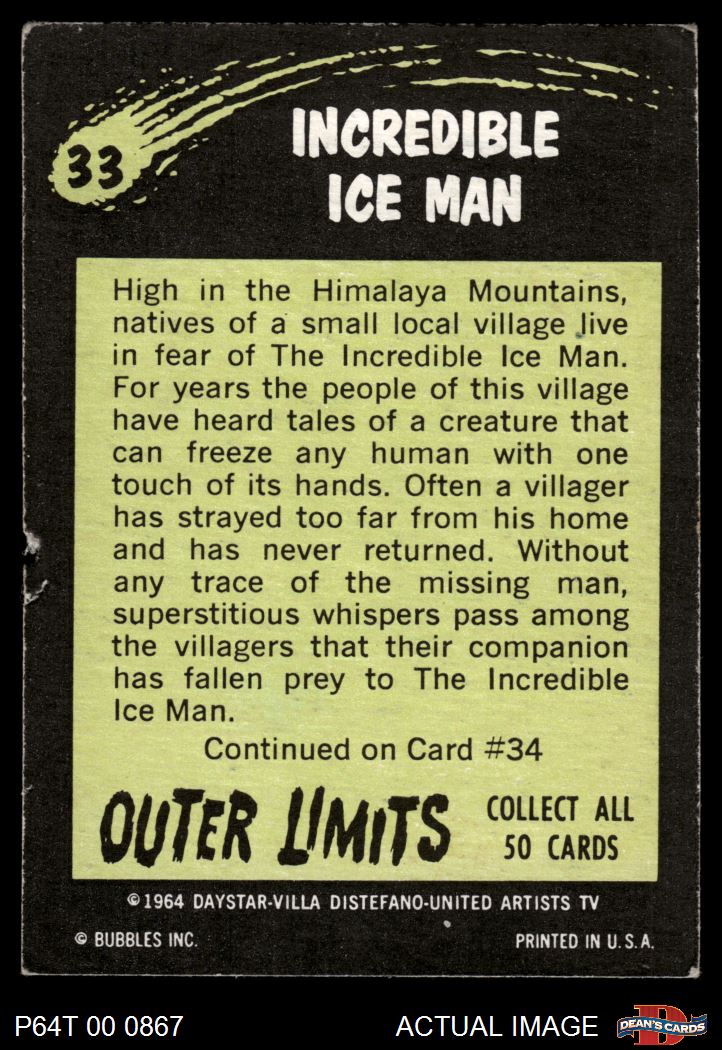 33
INCREDIBLE
ICE MAN
High in the Himalaya Mountains,
natives of a small local village live
in fear of The Incredible Ice Man.
For years the people of this village
have heard tales of a creature that
can freeze any human with one
touch of its hands. Often a villager
has strayed too far from his home
and has never returned. Without
any trace of the missing man,
superstitious whispers pass among
the villagers that their companion
has fallen prey to The Incredible
Ice Man.
Continued on Card #34
OUTER LIMITS
COLLECT ALL
50 CARDS
©1964 DAYSTAR-VILLA DISTEFANO-UNITED ARTISTS TV
© BUBBLES INC.
PRINTED IN U.S.A.
P64T 00 0867
ACTUAL IMAGE
D
DEAN'S CARDS